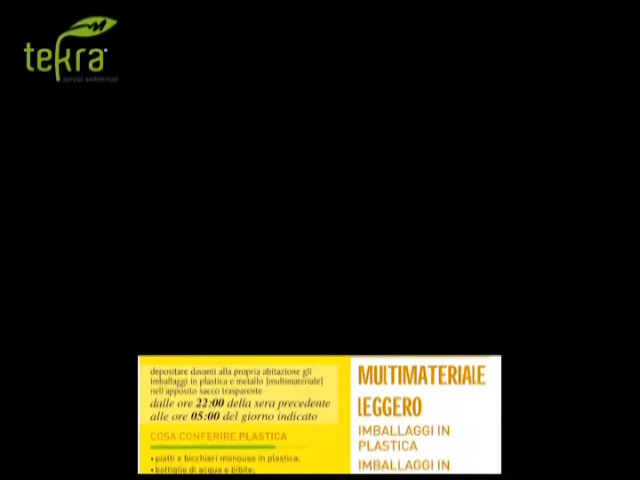 tekra
servizi ambientali
depositare davanti alla propria abitazione gli
imballaggi in plastica e metallo [multimateriale]
nell'apposito sacco trasparente
dalle ore 22:00 della sera precedente
alle ore 05:00 del giorno indicato
COSA CONFERIRE PLASTICA
• piatti e bicchieri monouso in plastica;
• bottiglie di acqua e bibite;
MULTIMATERIALE
LEGGERO
IMBALLAGGI IN
PLASTICA
IMBALLAGGI IN